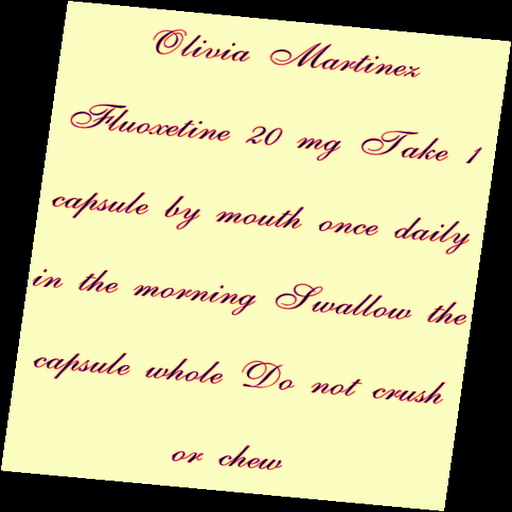 Olivia Martinez
Fluoxetine 20 mg Take 1
capsule by mouth once daily
in the morning Swallow the
capsule whole Do not crush
or chew